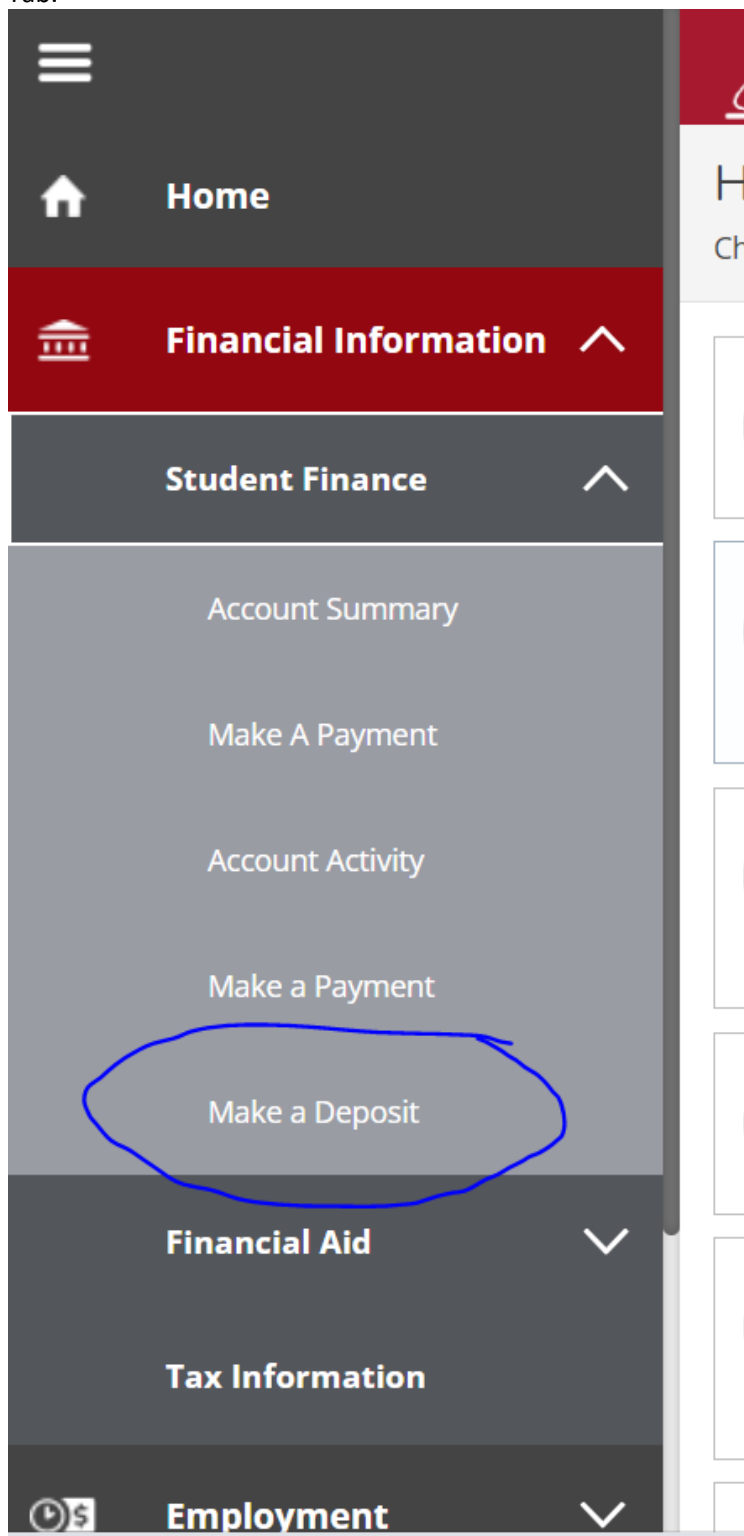 Home
Financial Information
Student Finance
Account Summary
Make A Payment
Account Activity
Make a Payment
Make a Deposit
Financial Aid
Tax Information
Employment